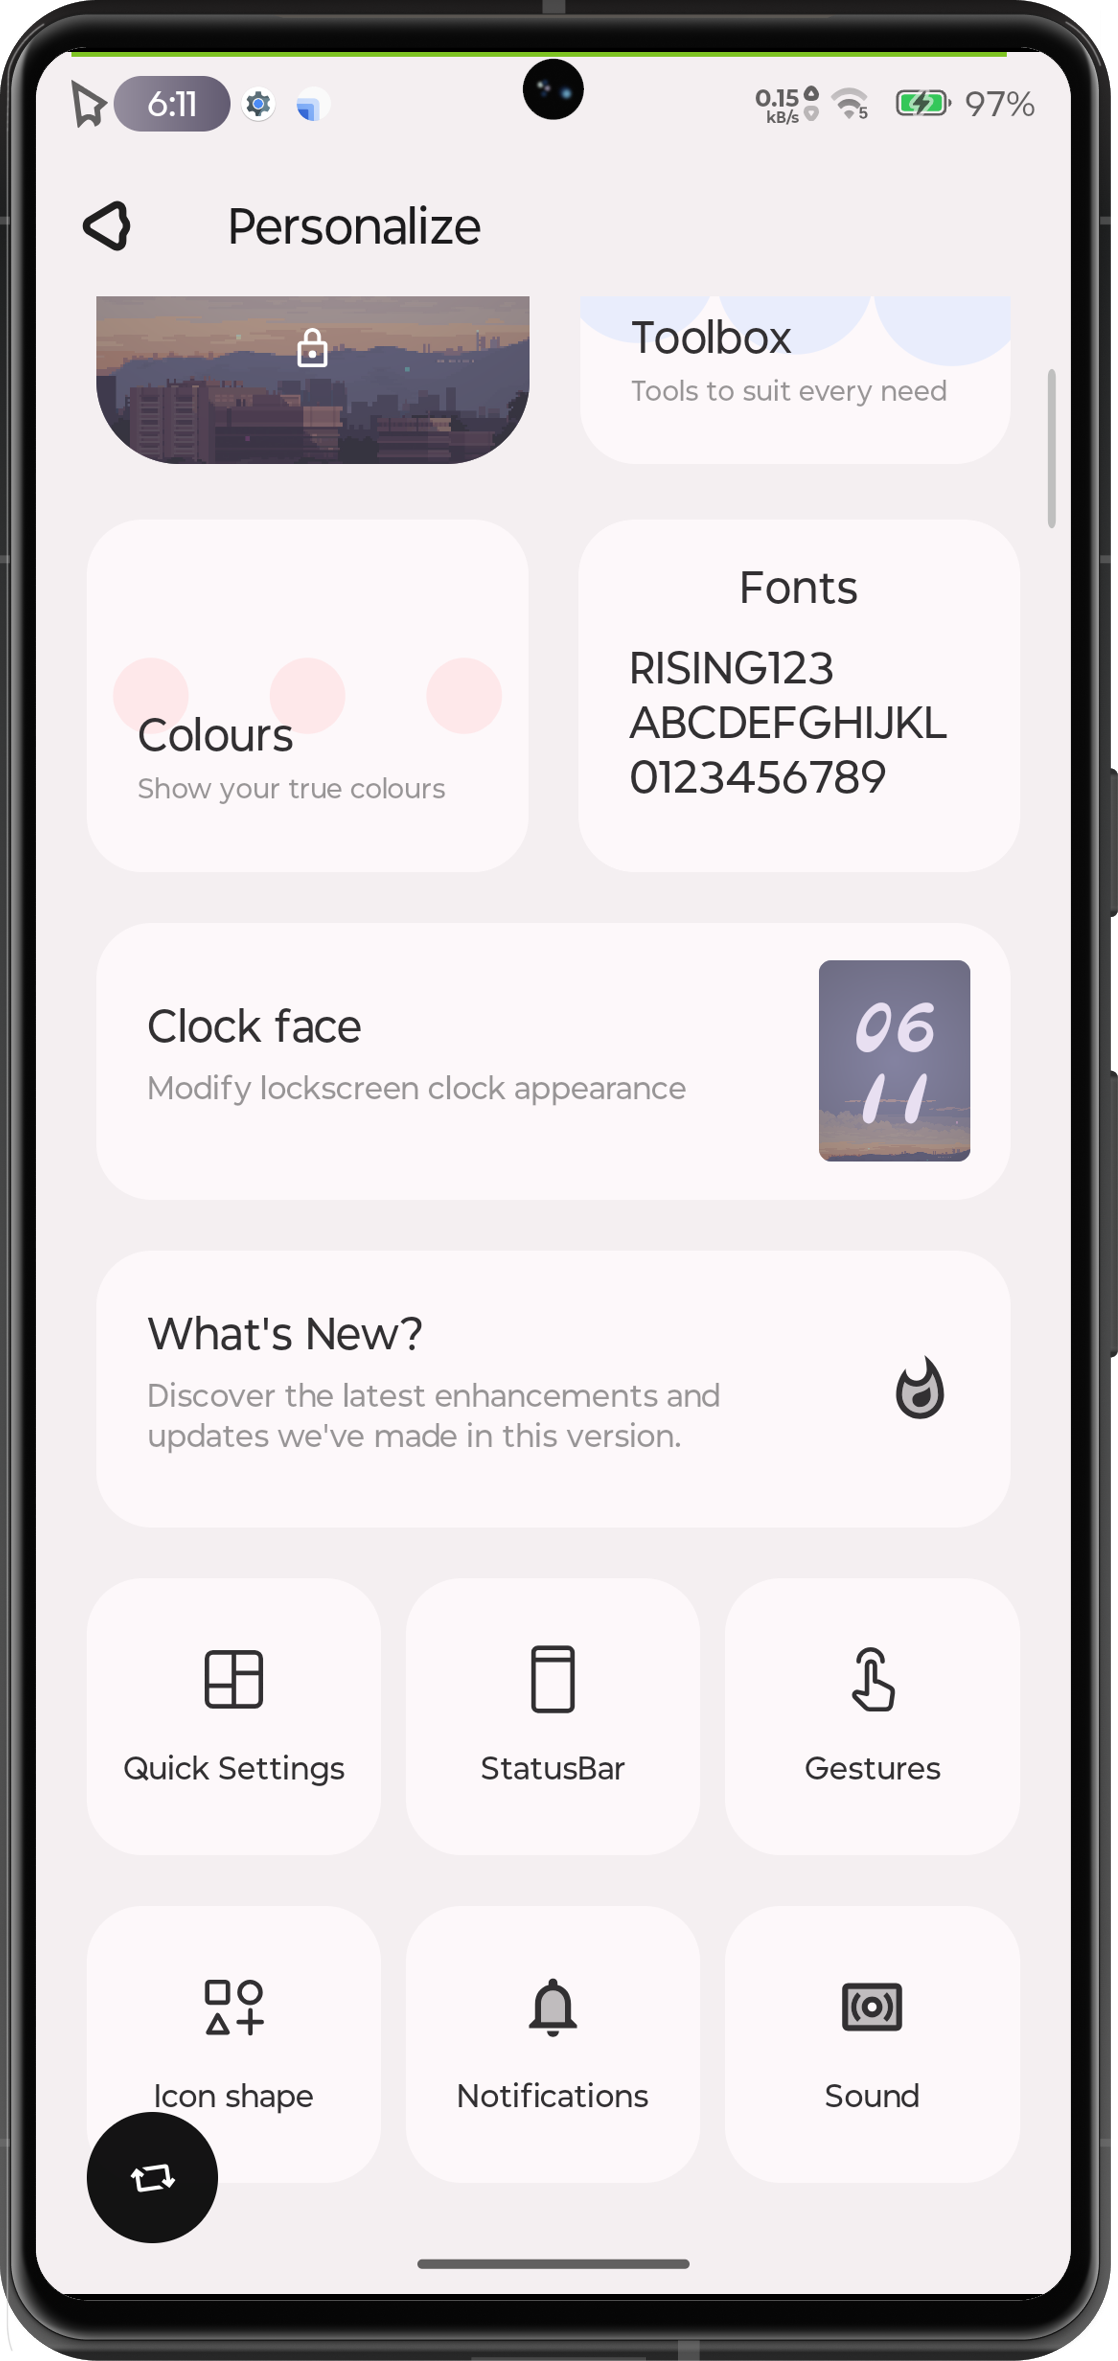 6:11
0.15
kB/s
5
97%
Personalize
Toolbox
Tools to suit every need
Colours
Show your true colours
Fonts
RISING123
ABCDEFGHIJKL
0123456789
Clock face
Modify lockscreen clock appearance
06
11
What's New?
Discover the latest enhancements and
updates we've made in this version.
Quick Settings
StatusBar
Gestures
Icon shape
Notifications
Sound